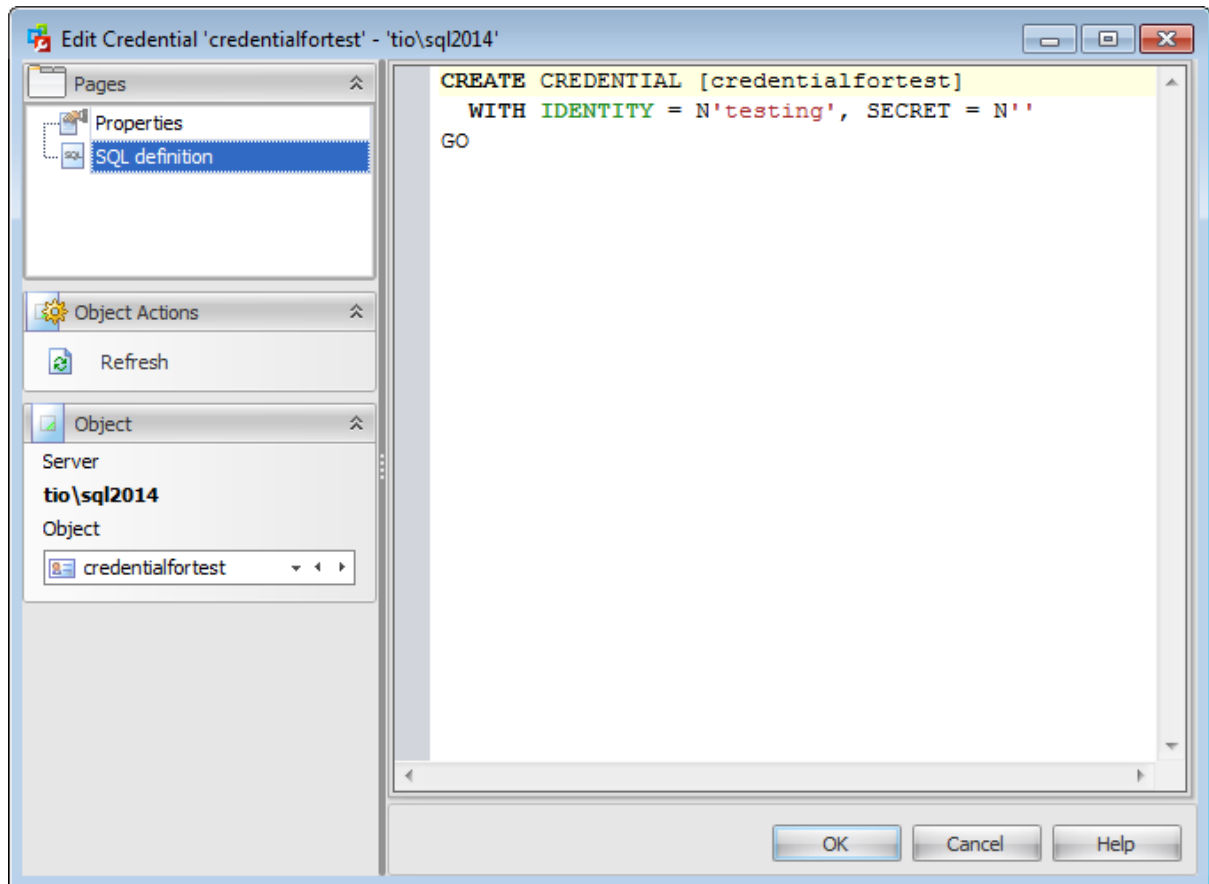 Edit Credential 'credentialfortest' - 'tio\sql2014'
Pages
Properties
SQL definition
Object Actions
Refresh
Object
Server
tio\sql2014
Object
credentialfortest
CREATE CREDENTIAL [credentialfortest]
WITH IDENTITY = N'testing', SECRET = N''
GO
OK Cancel Help